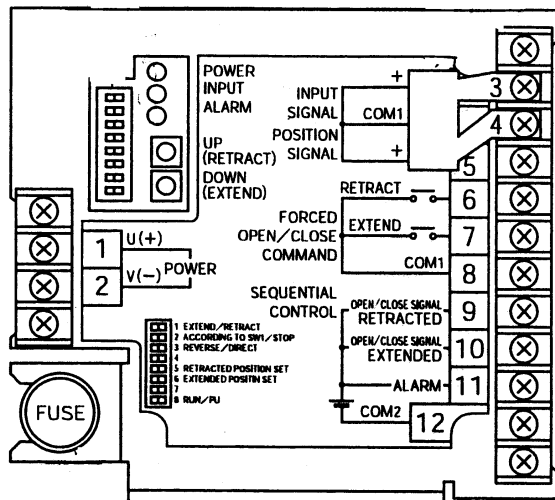 POWER
INPUT
ALARM
UP
(RETRACT)
DOWN
(EXTEND)
+
INPUT
SIGNAL
COM1
POSITION
SIGNAL
+
3
4
5
RETRACT
6
FORCED
OPEN/CLOSE
COMMAND
EXTEND
7
COM1
8
1
U(+)
2
V(−)
POWER
SEQUENTIAL
CONTROL
OPEN/CLOSE SIGNAL
RETRACTED
9
OPEN/CLOSE SIGNAL
EXTENDED
10
ALARM
11
COM2
12
1 EXTEND/RETRACT
2 ACCORDING TO SW1/STOP
3 REVERSE/DIRECT
4
5 RETRACTED POSITION SET
6 EXTENDED POSITIN SET
7
8 RUN/PU
FUSE